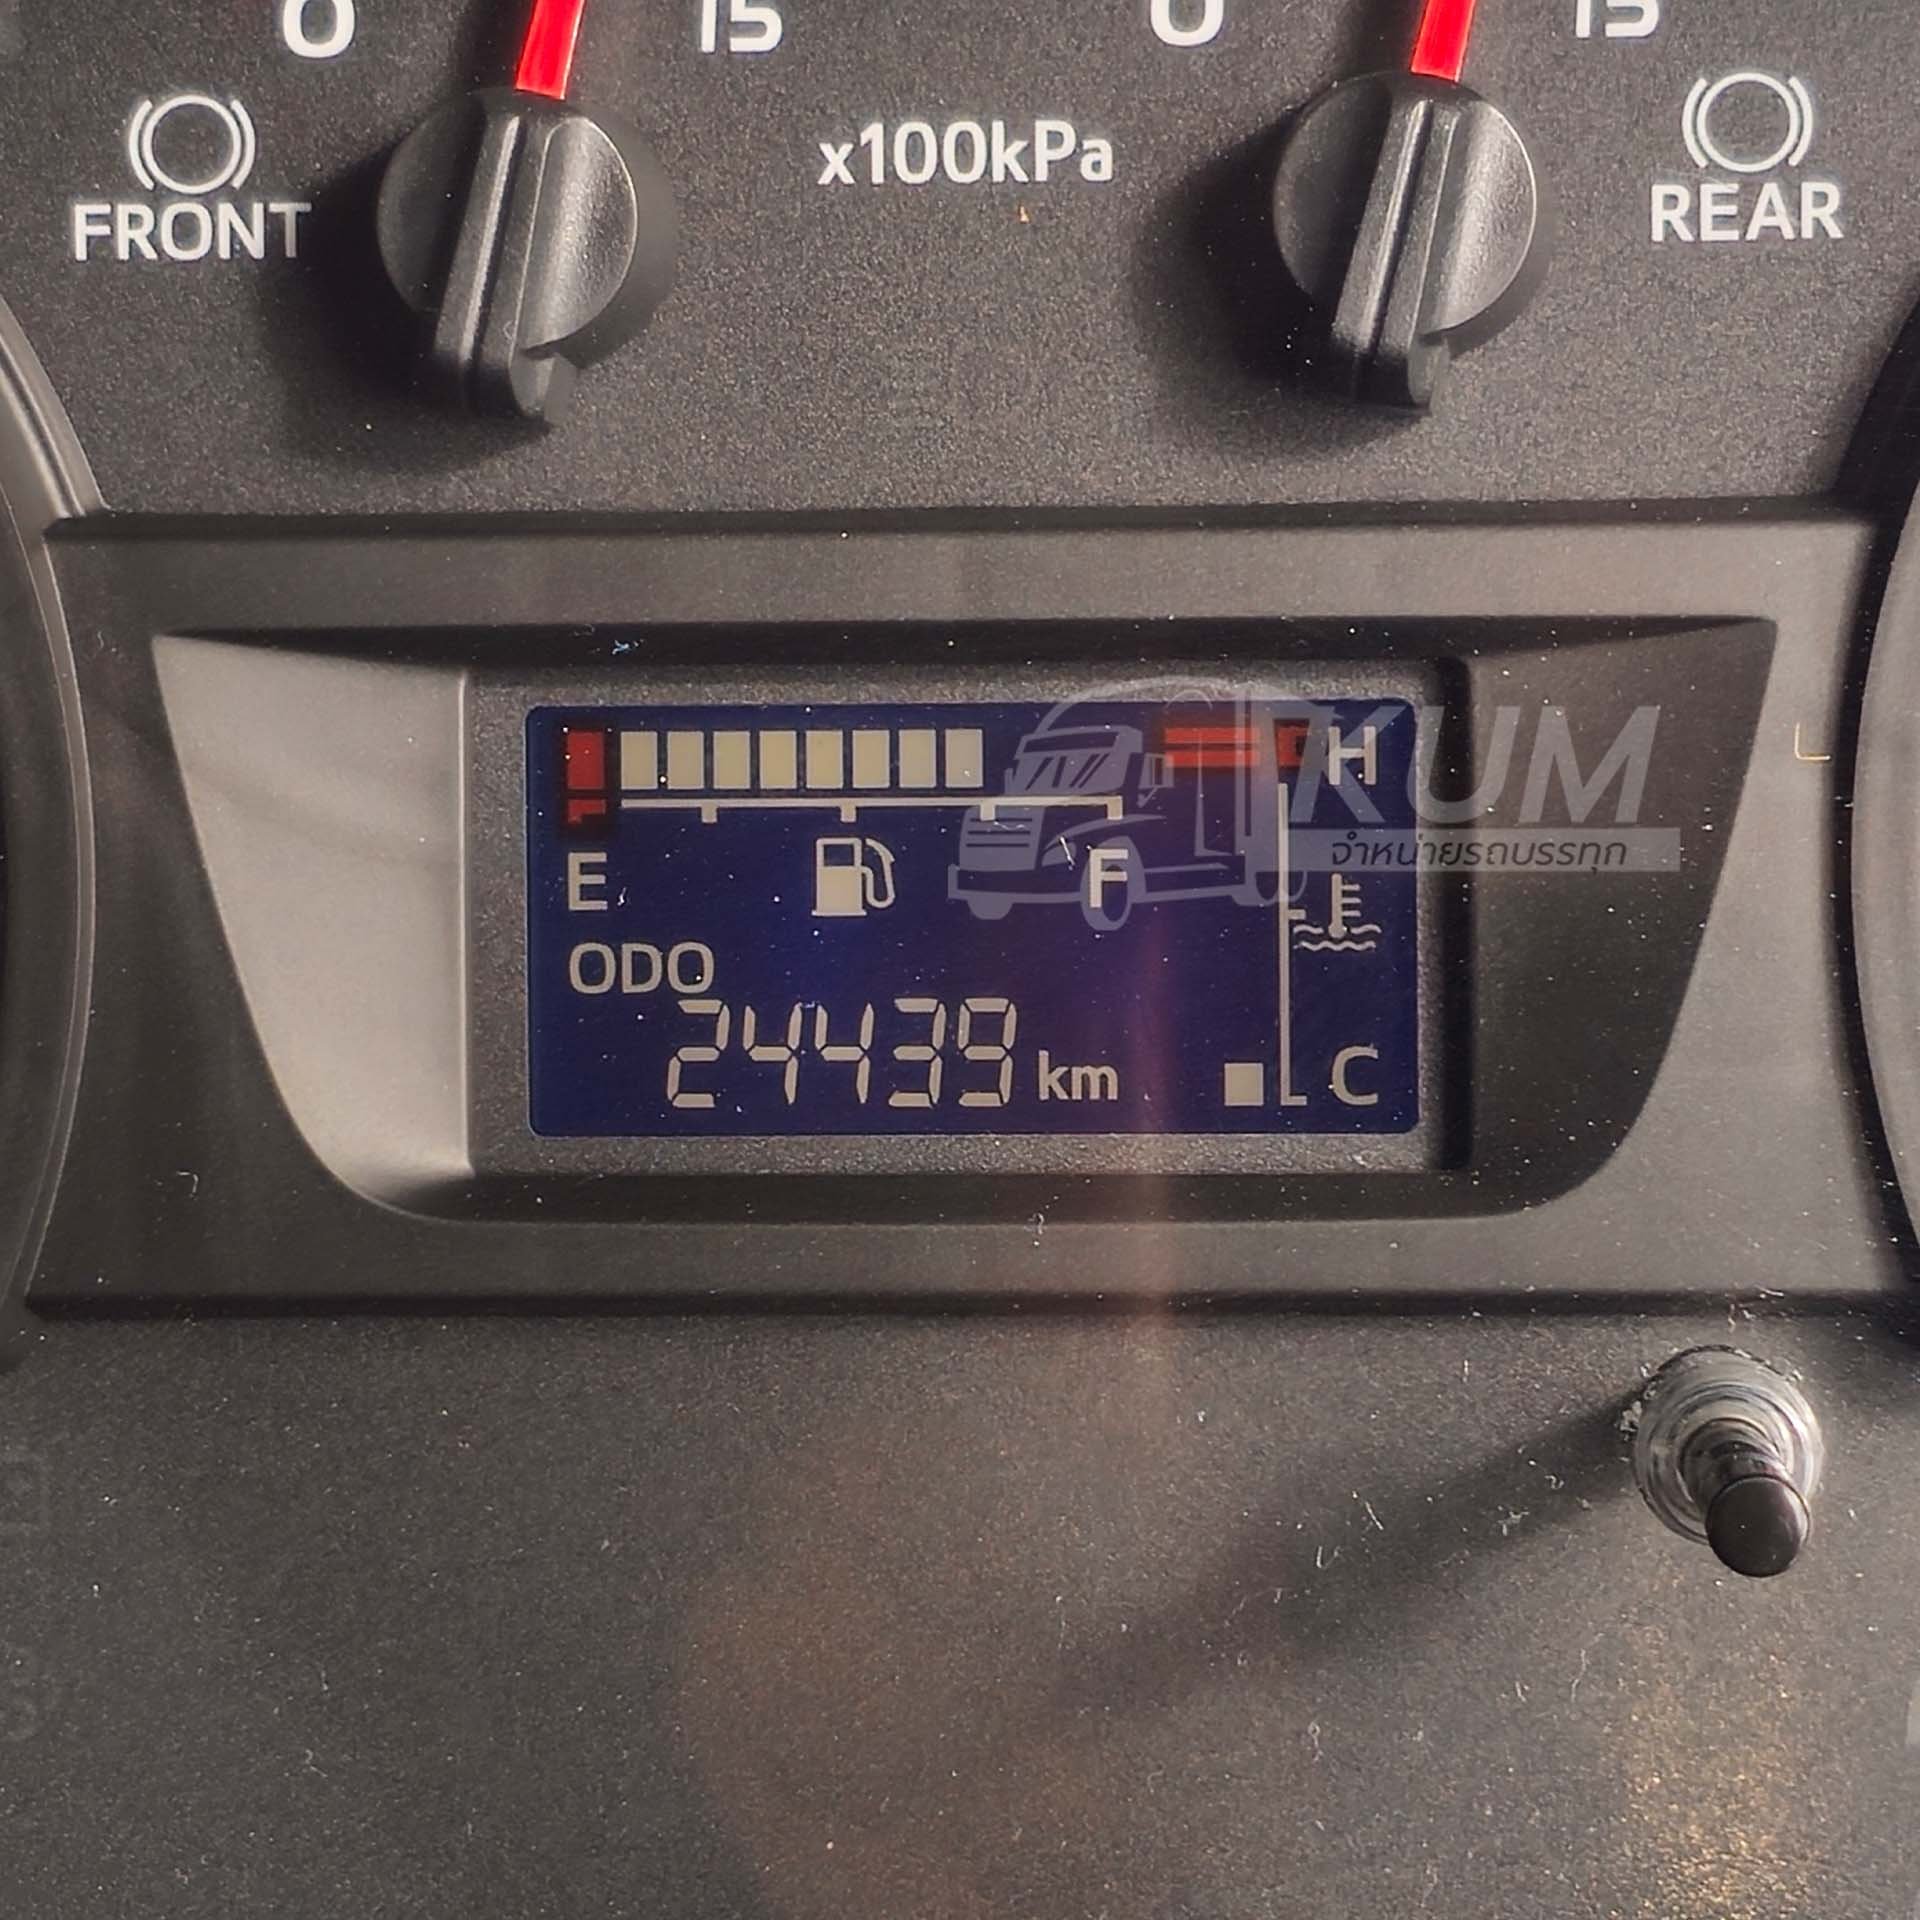 0 15 0 15
x100kPa
FRONT REAR
H
KUM
จำหน่ายรถบรรทุก
E F
ODO
24439 km
C